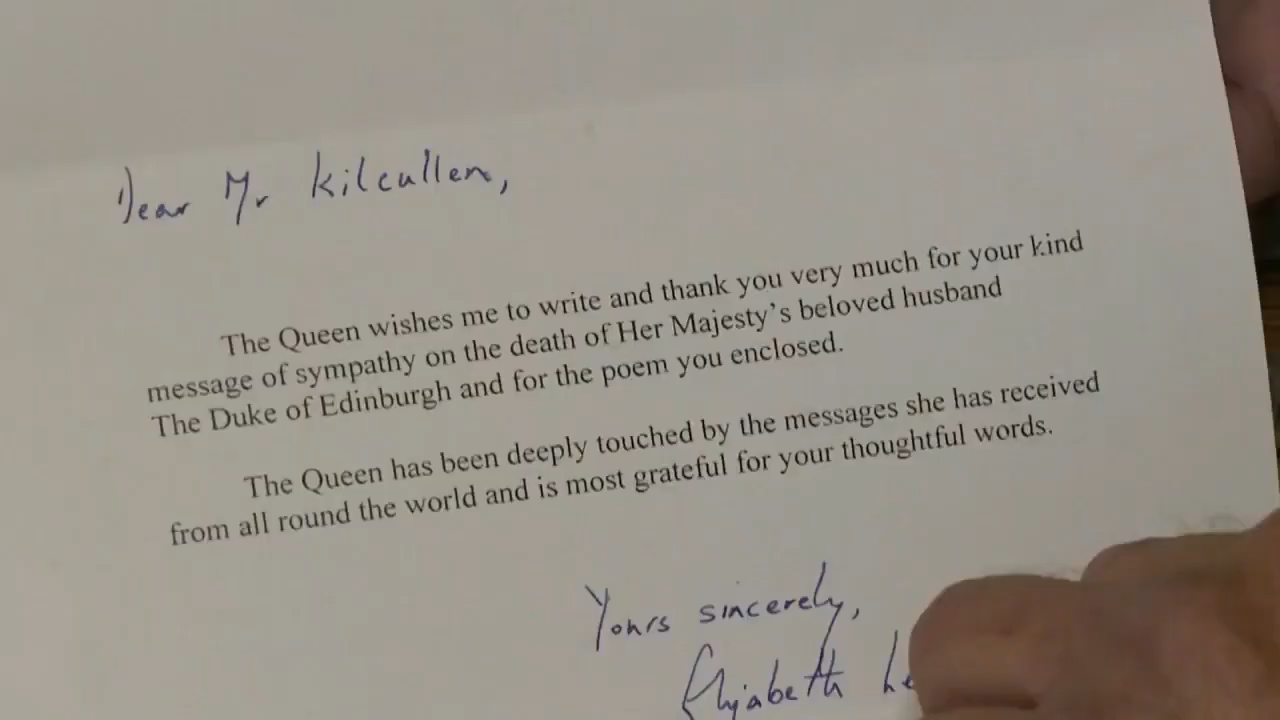 Dear Mr Kilcullen,
The Queen wishes me to write and thank you very much for your kind
message of sympathy on the death of Her Majesty's beloved husband
The Duke of Edinburgh and for the poem you enclosed.
The Queen has been deeply touched by the messages she has received
from all round the world and is most grateful for your thoughtful words.
Yours sincerely,
Elizabeth